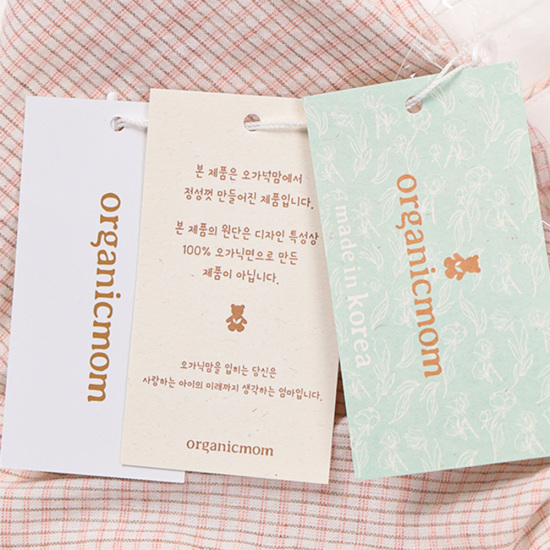 organicmom
본 제품은 오가닉맘에서
정성껏 만들어진 제품입니다.
본 제품의 원단은 디자인 특성상
100% 오가닉면으로 만든
제품이 아닙니다.
오가닉맘을 입히는 당신은
사랑하는 아이의 미래까지 생각하는 엄마입니다.
organicmom
organicmom
made in korea